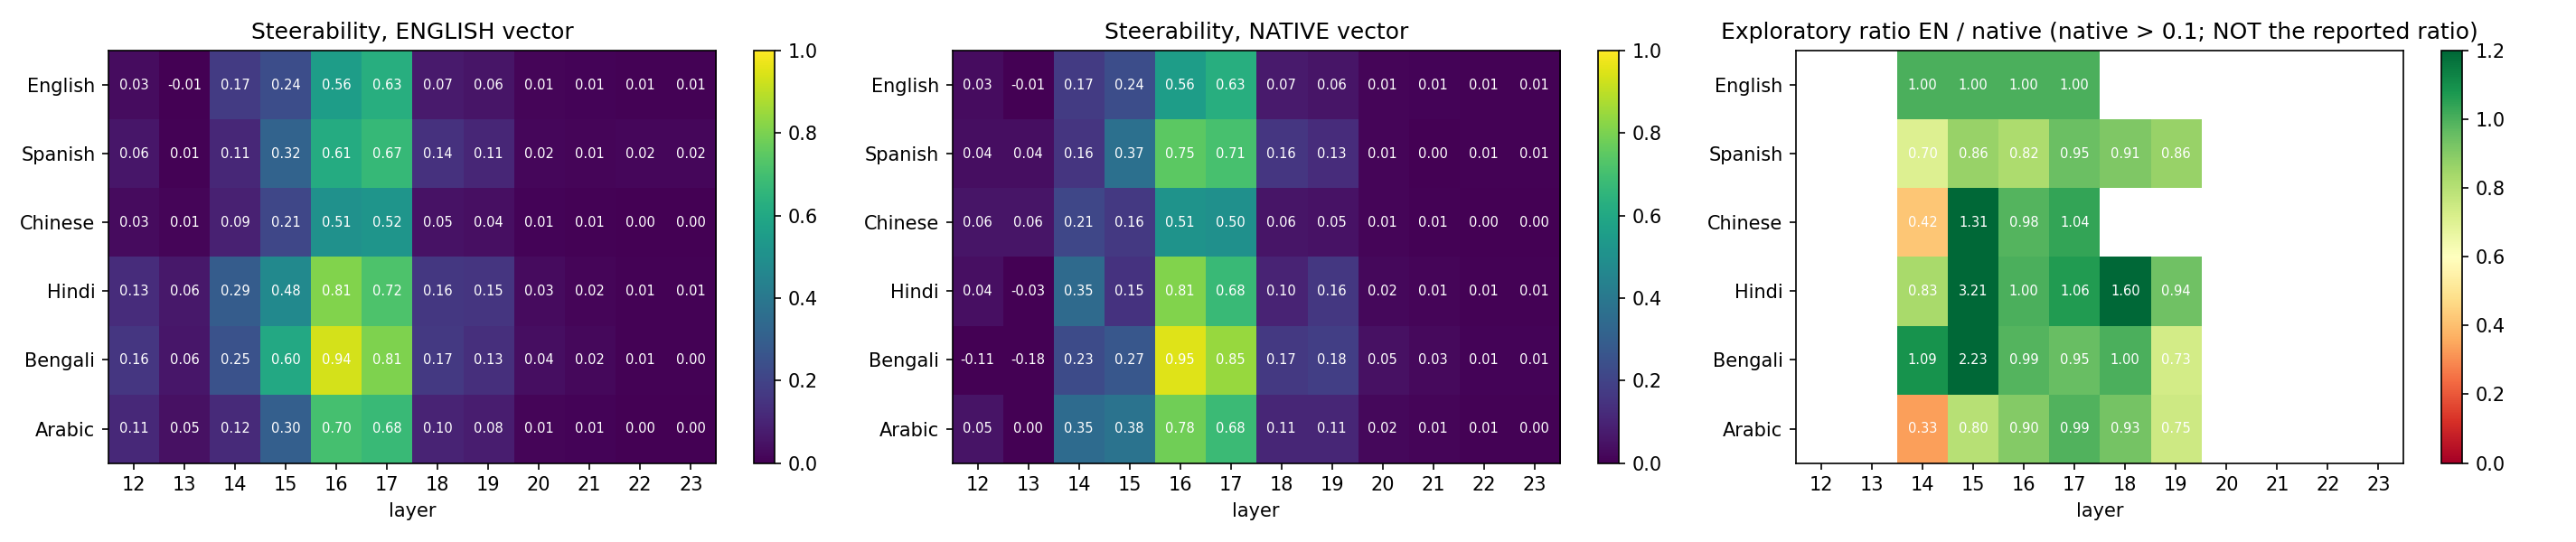 Steerability, ENGLISH vector
English 0.03 -0.01 0.17 0.24 0.56 0.63 0.07 0.06 0.01 0.01 0.01 0.01
Spanish 0.06 0.01 0.11 0.32 0.61 0.67 0.14 0.11 0.02 0.01 0.02 0.02
Chinese 0.03 0.01 0.09 0.21 0.51 0.52 0.05 0.04 0.01 0.01 0.00 0.00
Hindi 0.13 0.06 0.29 0.48 0.81 0.72 0.16 0.15 0.03 0.02 0.01 0.01
Bengali 0.16 0.06 0.25 0.60 0.94 0.81 0.17 0.13 0.04 0.02 0.01 0.00
Arabic 0.11 0.05 0.12 0.30 0.70 0.68 0.10 0.08 0.01 0.01 0.00 0.00
12 13 14 15 16 17 18 19 20 21 22 23
layer
1.0
0.8
0.6
0.4
0.2
0.0
Steerability, NATIVE vector
English 0.03 -0.01 0.17 0.24 0.56 0.63 0.07 0.06 0.01 0.01 0.01 0.01
Spanish 0.04 0.04 0.16 0.37 0.75 0.71 0.16 0.13 0.01 0.00 0.01 0.01
Chinese 0.06 0.06 0.21 0.16 0.51 0.50 0.06 0.05 0.01 0.01 0.00 0.00
Hindi 0.04 -0.03 0.35 0.15 0.81 0.68 0.10 0.16 0.02 0.01 0.01 0.01
Bengali -0.11 -0.18 0.23 0.27 0.95 0.85 0.17 0.18 0.05 0.03 0.01 0.01
Arabic 0.05 0.00 0.35 0.38 0.78 0.68 0.11 0.11 0.02 0.01 0.01 0.00
12 13 14 15 16 17 18 19 20 21 22 23
layer
1.0
0.8
0.6
0.4
0.2
0.0
Exploratory ratio EN / native (native > 0.1; NOT the reported ratio)
English 1.00 1.00 1.00 1.00
Spanish 0.70 0.86 0.82 0.95 0.91 0.86
Chinese 0.42 1.31 0.98 1.04
Hindi 0.83 3.21 1.00 1.06 1.60 0.94
Bengali 1.09 2.23 0.99 0.95 1.00 0.73
Arabic 0.33 0.80 0.90 0.99 0.93 0.75
12 13 14 15 16 17 18 19 20 21 22 23
layer
1.2
1.0
0.8
0.6
0.4
0.2
0.0